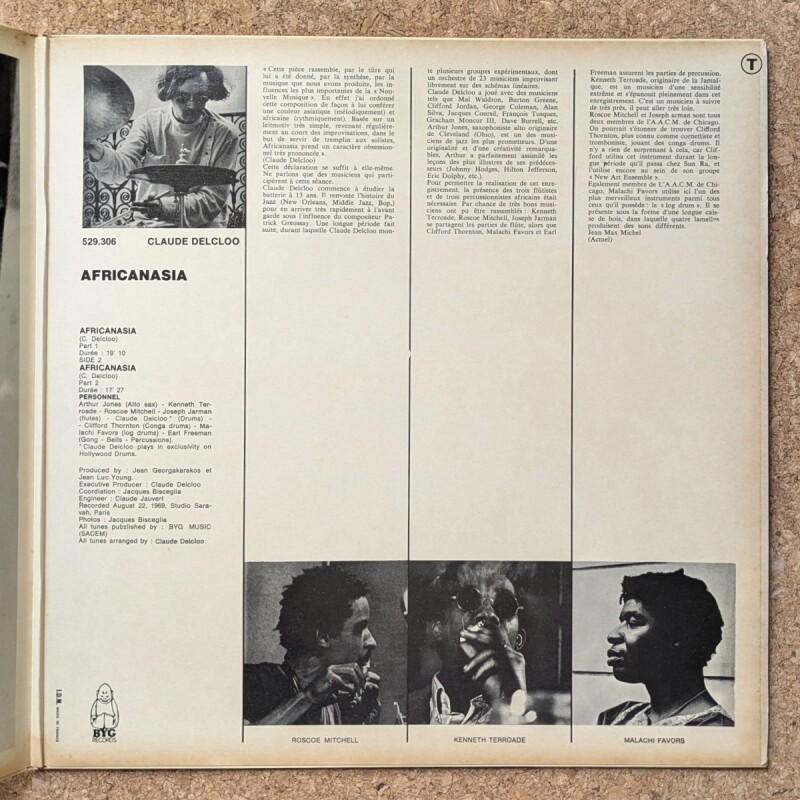 « Cette pièce rassemble, par le titre qui
lui a été donné, par la synthèse, par la
musique que nous avons produite, les in-
fluences les plus importantes de la « Nou-
velle Musique ». En effet j'ai ordonné
cette composition de façon à lui conférer
une couleur asiatique (mélodiquement) et
africaine (rythmiquement). Basée sur un
leitmotiv très simple, revenant régulière-
ment au cours des improvisations, dans le
but de servir de tremplin aux solistes,
Africanasia prend un caractère obsession-
nel très prononcée ».
(Claude Delcloo)
Cette déclaration se suffit à elle-même.
Ne parlons que des musiciens qui parti-
cipèrent à cette séance.
Claude Delcloo commence à étudier la
batterie à 13 ans. Il remonte l'histoire du
Jazz (New Orleans, Middle Jazz, Bop,)
pour en arriver très rapidement à l'avant
garde sous l'influence du compositeur Pa-
trick Greussay. Une longue période fait
suite, durant laquelle Claude Delcloo mon-
te plusieurs groupes expérimentaux, dont
un orchestre de 23 musiciens improvisant
librement sur des schémas linéaires.
Claude Delcloo a joué avec des musiciens
tels que Mal Waldron, Burton Greene,
Clifford Jordan, George Coleman, Alan
Silva, Jacques Coursil, François Tusques,
Gracham Moncur III, Dave Burrell, etc.
Arthur Jones, saxophoniste alto originaire
de Cleveland (Ohio), est un des musi-
ciens de jazz les plus prometteurs. D'une
originalité et d'une créativité remarqua-
bles, Arthur a parfaitement assimilé les
leçons des plus illustres de ses prédéces-
seurs (Johnny Hodges, Hilton Jefferson,
Eric Dolphy, etc.).
Pour permettre la réalisation de cet enre-
gistrement, la présence de trois flûtistes
et de trois percussionnistes africains était
nécessaire. Par chance de très bons musi-
ciens ont pu être rassemblés : Kenneth
Terroade, Roscoe Mitchell, Joseph Jarman
se partagent les parties de flûte, alors que
Clifford Thornton, Malachi Favors et Earl
Freeman assurent les parties de percussion.
Kenneth Terroade, originaire de la Jamaï-
que, est un musicien d'une sensibilité
extrême et s'épanouit pleinement dans cet
enregistrement. C'est un musicien à suivre
de très près, il peut aller très loin.
Roscoe Mitchell et Joseph arman sont tous
deux membres de l'A.A.C.M. de Chicago.
On pourrait s'étonner de trouver Clifford
Thornton, plus connu comme cornettiste et
tromboniste, jouant des conga drums. Il
n'y a rien de surprenant à cela, car Clif-
ford utilisa cet instrument durant la lon-
gue période qu'il passa chez Sun Ra, et
l'utilise encore au sein de son groupe
« New Art Ensemble ».
Egalement membre de L'A.A.C.M. de Chi-
cago, Malachi Favors utilise ici l'un des
plus merveilleux instruments parmi tous
ceux qu'il possède : le « log drum ». Il se
présente sous la forme d'une longue cais-
se de bois, dans laquelle quatre lamelles
produisent des sons différents.
Jean Max Michel
(Actuel)
T
529.306 CLAUDE DELCLOO
AFRICANASIA
AFRICANASIA
(C. Delcloo)
Part 1
Durée : 19' 10
SIDE 2
AFRICANASIA
(C. Delcloo)
Part 2
Durée : 17' 27
PERSONNEL
Arthur Jones (Alto sax) - Kenneth Ter-
roade - Roscoe Mitchell - Joseph Jarman
(flutes) - Claude Delcloo * (Drums) -
- Clifford Thornton (Conga drums) - Ma-
lachi Favors (log drums) - Earl Freeman
(Gong - Bells - Percussions).
* Claude Delcloo plays in exclusivity on
Hollywood Drums.
Produced by : Jean Georgakarakos et
Jean Luc Young.
Executive Producer : Claude Delcloo
Coordiation : Jacques Bisceglia
Engineer : Claude Jauvert
Recorded August 22, 1969, Studio Sara-
vah, Paris
Photos : Jacques Bisceglia
All tunes pubzlished by : BYG MUSIC
(SACEM)
All tunes arranged by : Claude Delcloo
I.D.N. MADE IN FRANCE
BYG
RECORDS
ROSCOE MITCHELL
KENNETH TERROADE
MALACHI FAVORS